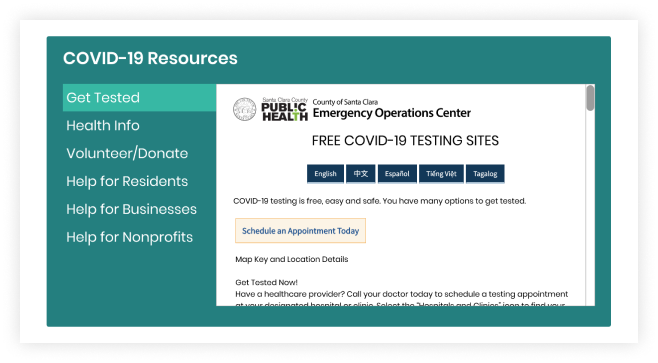 COVID-19 Resources
Get Tested
Health Info
Volunteer/Donate
Help for Residents
Help for Businesses
Help for Nonprofits
Santa Clara County
PUBLIC
HEALTH
County of Santa Clara
Emergency Operations Center
FREE COVID-19 TESTING SITES
English 中文 Español Tiếng Việt Tagalog
COVID-19 testing is free, easy and safe. You have many options to get tested.
Schedule an Appointment Today
Map Key and Location Details
Get Tested Now!
Have a healthcare provider? Call your doctor today to schedule a testing appointment
at your designated hospital or clinic. Select the "Hospitals and Clinics" icon to find your